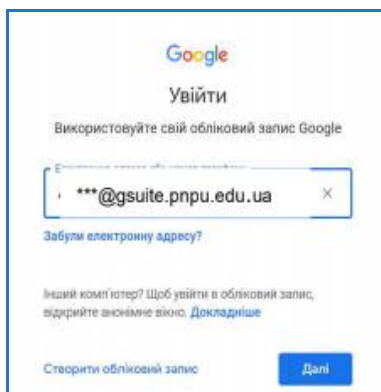 Google
Увійти
Використовуйте свій обліковий запис Google
***@gsuite.pnpu.edu.ua
Забули електронну адресу?
Інший комп'ютер? Щоб увійти в обліковий запис,
відкрийте анонімне вікно. Докладніше
Створити обліковий запис
Далі